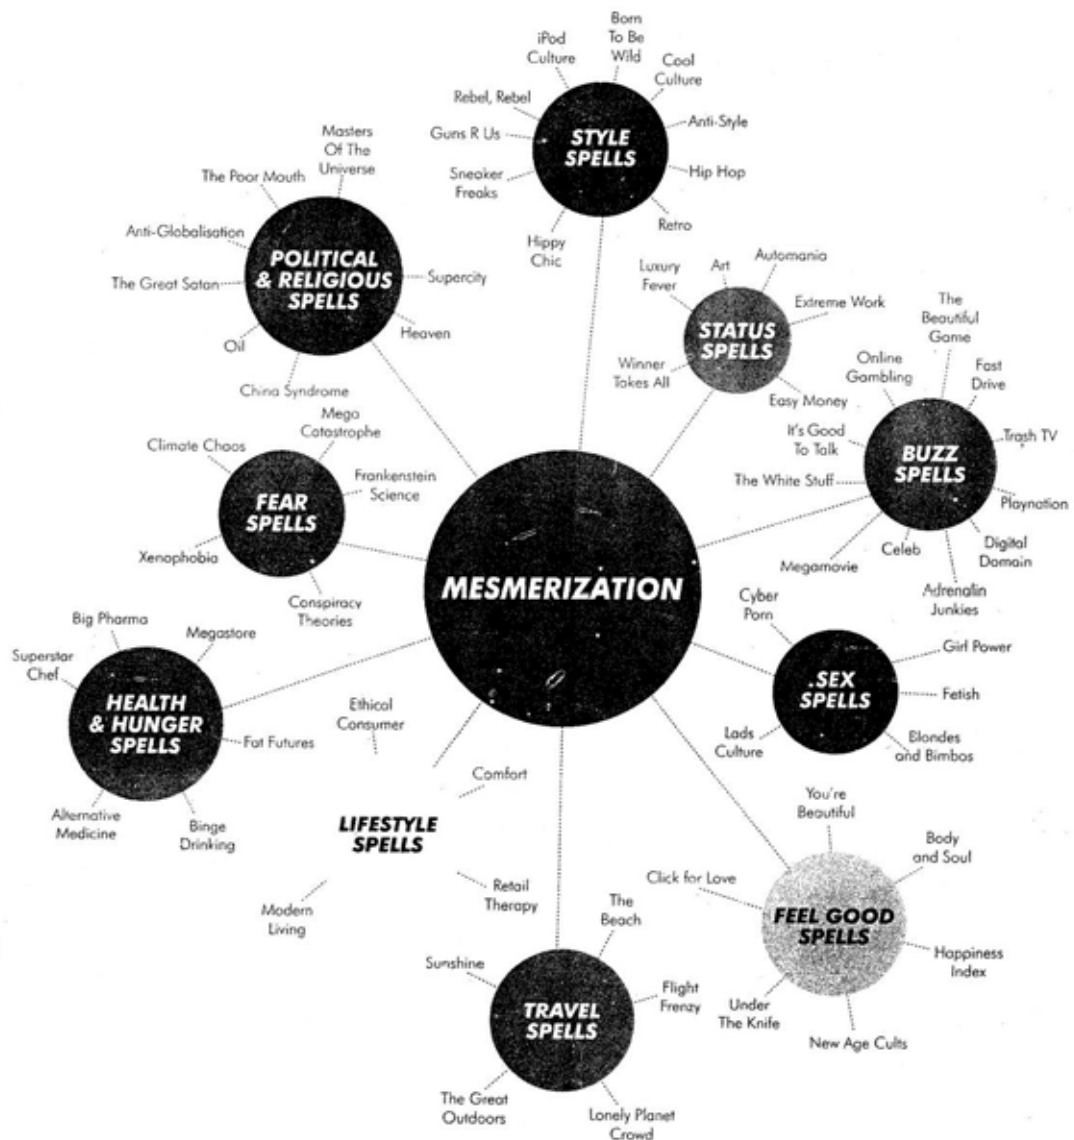 iPod
Culture
Born
To Be
Wild
Cool
Culture
Rebel, Rebel
Anti-Style
Guns R Us
STYLE
SPELLS
Sneaker
Freaks
Hip Hop
Hippy
Chic
Retro
Masters
Of The
Universe
The Poor Mouth
Anti-Globalisation
POLITICAL
& RELIGIOUS
SPELLS
The Great Satan
Supercity
Oil
Heaven
China Syndrome
Luxury
Fever
Art
Automania
Extreme Work
STATUS
SPELLS
Winner
Takes All
Easy Money
The
Beautiful
Game
Online
Gambling
Fast
Drive
It's Good
To Talk
BUZZ
SPELLS
Trash TV
The White Stuff
Playnation
Megamovie
Celeb
Digital
Domain
Adrenalin
Junkies
Mega
Catastrophe
Climate Chaos
Frankenstein
Science
FEAR
SPELLS
Xenophobia
Conspiracy
Theories
MESMERIZATION
Cyber
Porn
Girl Power
.SEX
SPELLS
Fetish
Lads
Culture
Blondes
and Bimbos
Big Pharma
Megastore
Superstar
Chef
HEALTH
& HUNGER
SPELLS
Fat Futures
Alternative
Medicine
Binge
Drinking
Ethical
Consumer
Comfort
LIFESTYLE
SPELLS
Modern
Living
Retail
Therapy
You're
Beautiful
Body
and Soul
Click for Love
FEEL GOOD
SPELLS
Happiness
Index
Under
The Knife
New Age Cults
The
Beach
Sunshine
Flight
Frenzy
TRAVEL
SPELLS
The Great
Outdoors
Lonely Planet
Crowd